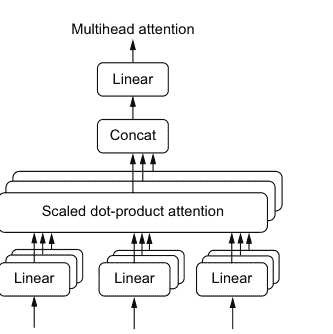 Multihead attention
Linear
Concat
Scaled dot-product attention
Linear
Linear
Linear